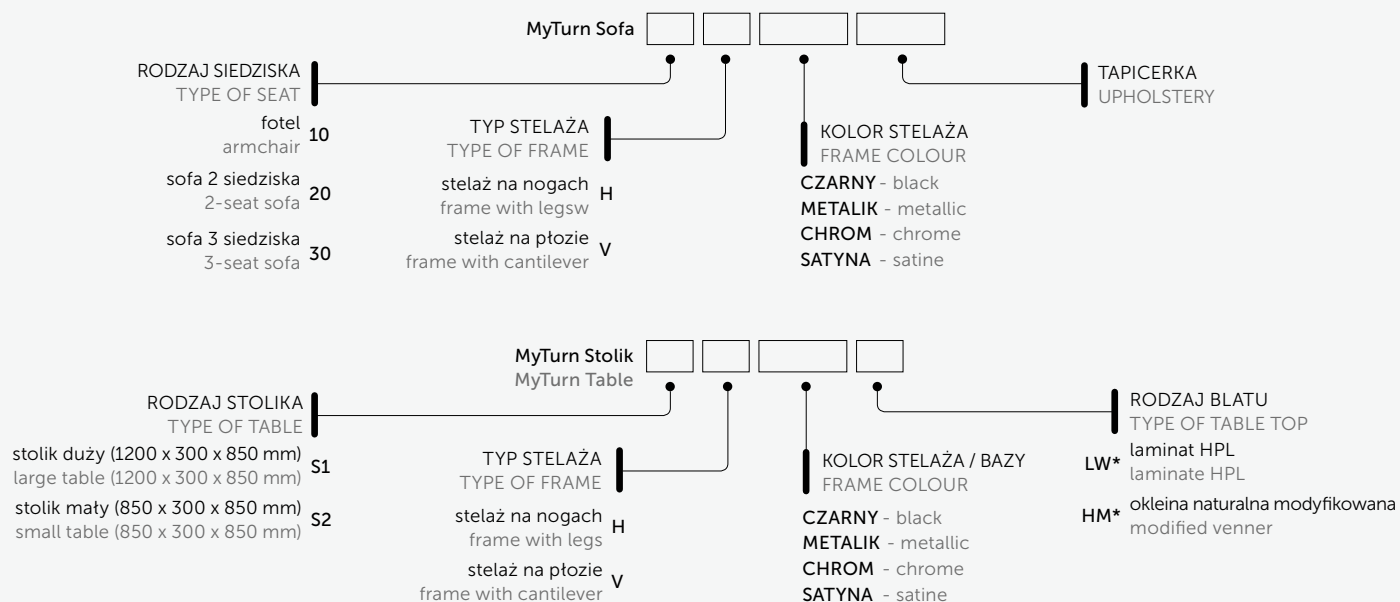 MyTurn Sofa
RODZAJ SIEDZISKA
TYPE OF SEAT
fotel
armchair
10
sofa 2 siedziska
2-seat sofa
20
sofa 3 siedziska
3-seat sofa
30
TYP STELAŻA
TYPE OF FRAME
stelaż na nogach
frame with legsw
H
stelaż na płozie
frame with cantilever
V
KOLOR STELAŻA
FRAME COLOUR
CZARNY - black
METALIK - metallic
CHROM - chrome
SATYNA - satine
TAPICERKA
UPHOLSTERY
MyTurn Stolik
MyTurn Table
RODZAJ STOLIKA
TYPE OF TABLE
stolik duży (1200 x 300 x 850 mm)
large table (1200 x 300 x 850 mm)
S1
stolik mały (850 x 300 x 850 mm)
small table (850 x 300 x 850 mm)
S2
TYP STELAŻA
TYPE OF FRAME
stelaż na nogach
frame with legs
H
stelaż na płozie
frame with cantilever
V
KOLOR STELAŻA / BAZY
FRAME COLOUR
CZARNY - black
METALIK - metallic
CHROM - chrome
SATYNA - satine
RODZAJ BLATU
TYPE OF TABLE TOP
LW*
laminat HPL
laminate HPL
HM*
okleina naturalna modyfikowana
modified venner